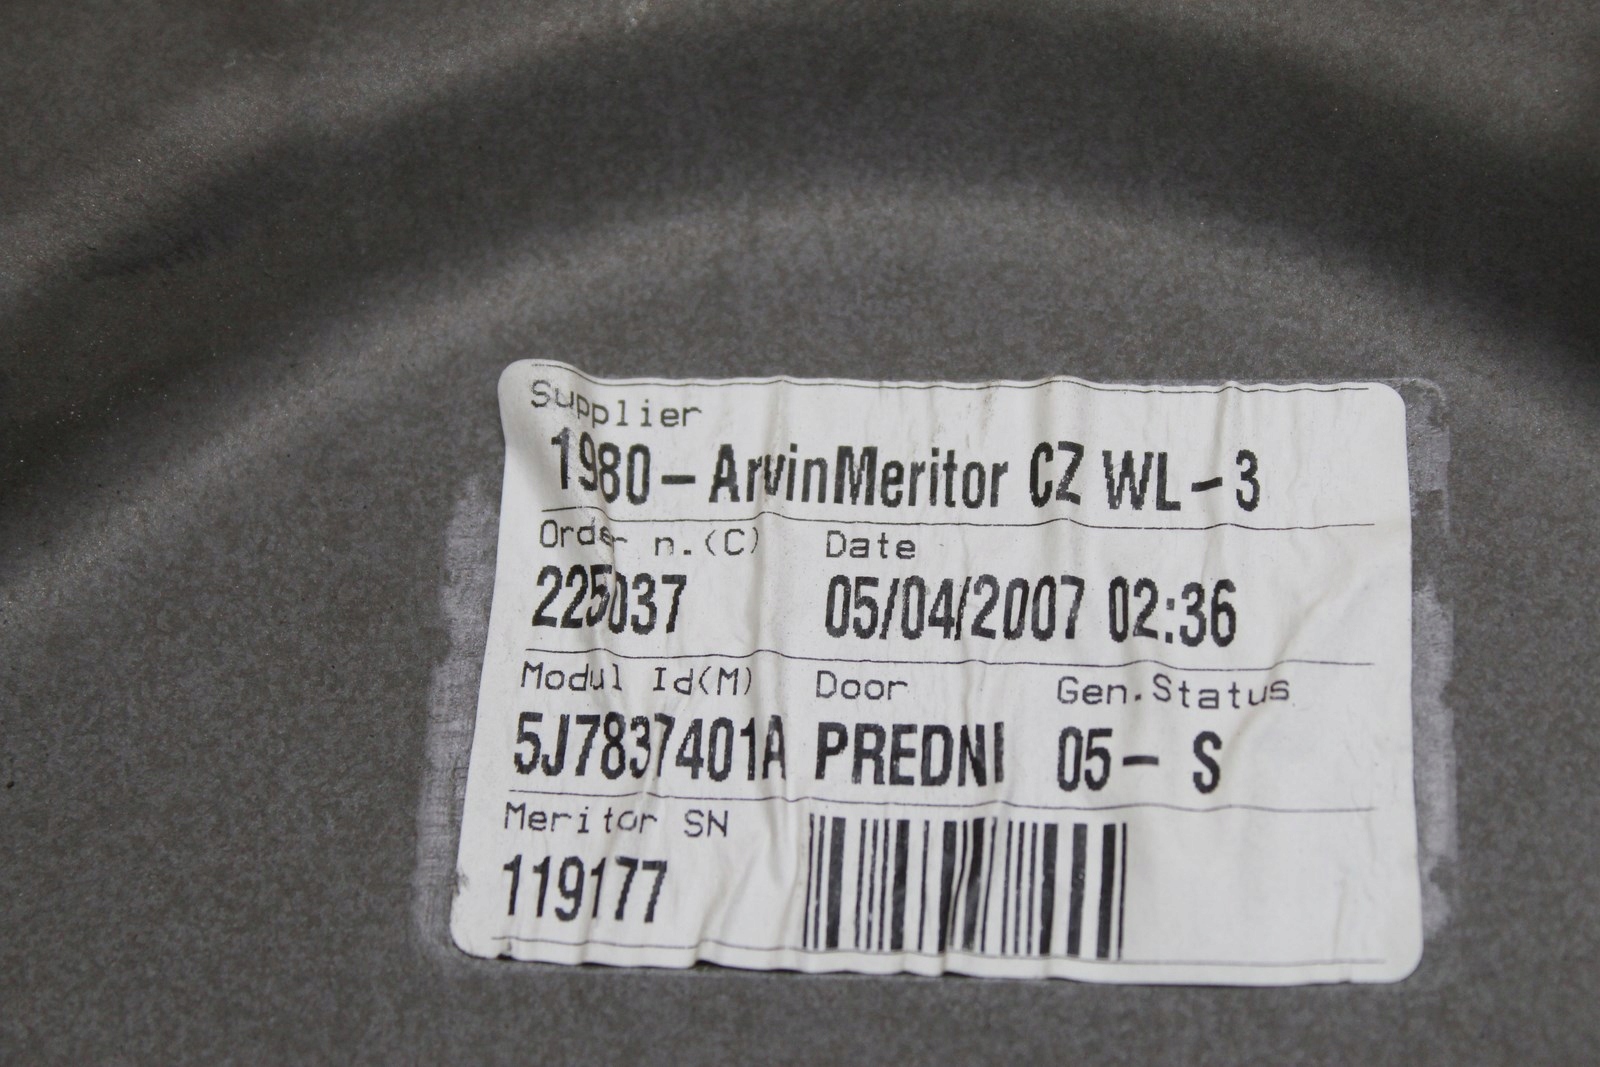 Supplier
1980-ArvinMeritor CZ WL-3
Order n.(C) Date
225037 05/04/2007 02:36
Modul Id(M) Door Gen.Status
5J7837401A PREDNI 05- S
Meritor SN
119177